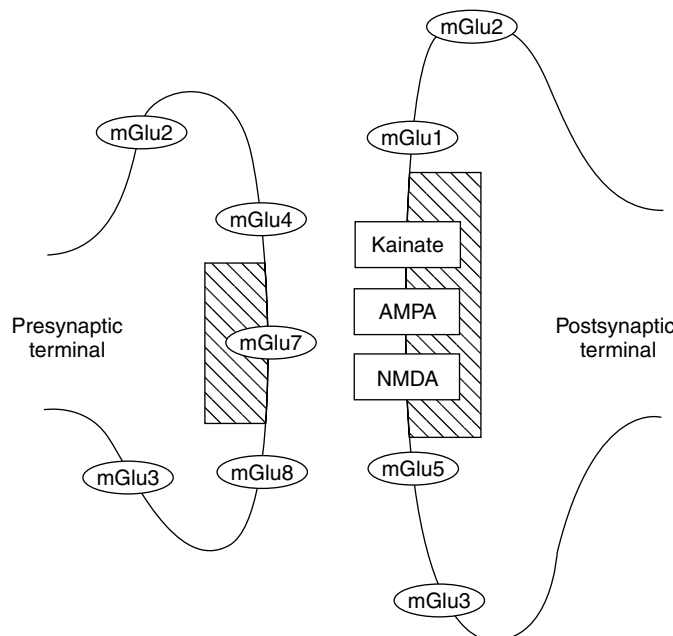 mGlu2
mGlu2
mGlu1
mGlu4
Kainate
AMPA
Presynaptic
terminal
mGlu7
Postsynaptic
terminal
NMDA
mGlu3
mGlu8
mGlu5
mGlu3